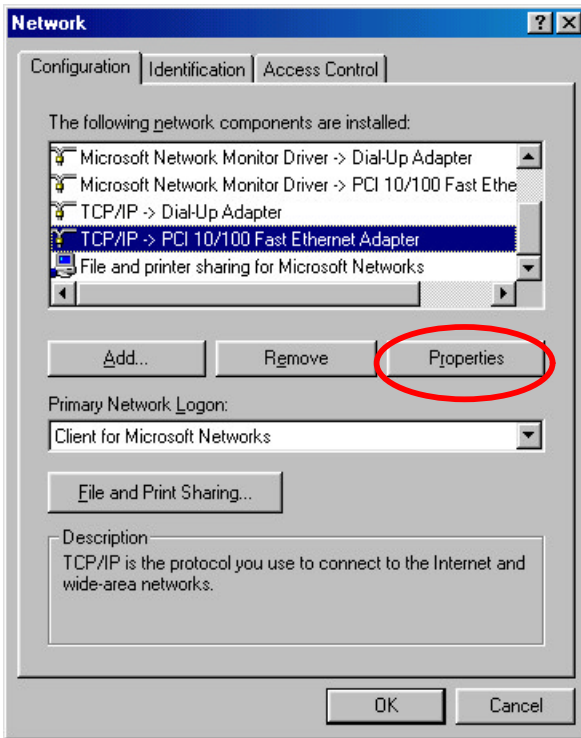 Network
Configuration Identification Access Control
The following network components are installed:
Microsoft Network Monitor Driver -> Dial-Up Adapter
Microsoft Network Monitor Driver -> PCI 10/100 Fast Ethe
TCP/IP -> Dial-Up Adapter
TCP/IP -> PCI 10/100 Fast Ethernet Adapter
File and printer sharing for Microsoft Networks
Add... Remove Properties
Primary Network Logon:
Client for Microsoft Networks
File and Print Sharing...
Description
TCP/IP is the protocol you use to connect to the Internet and
wide-area networks.
OK Cancel